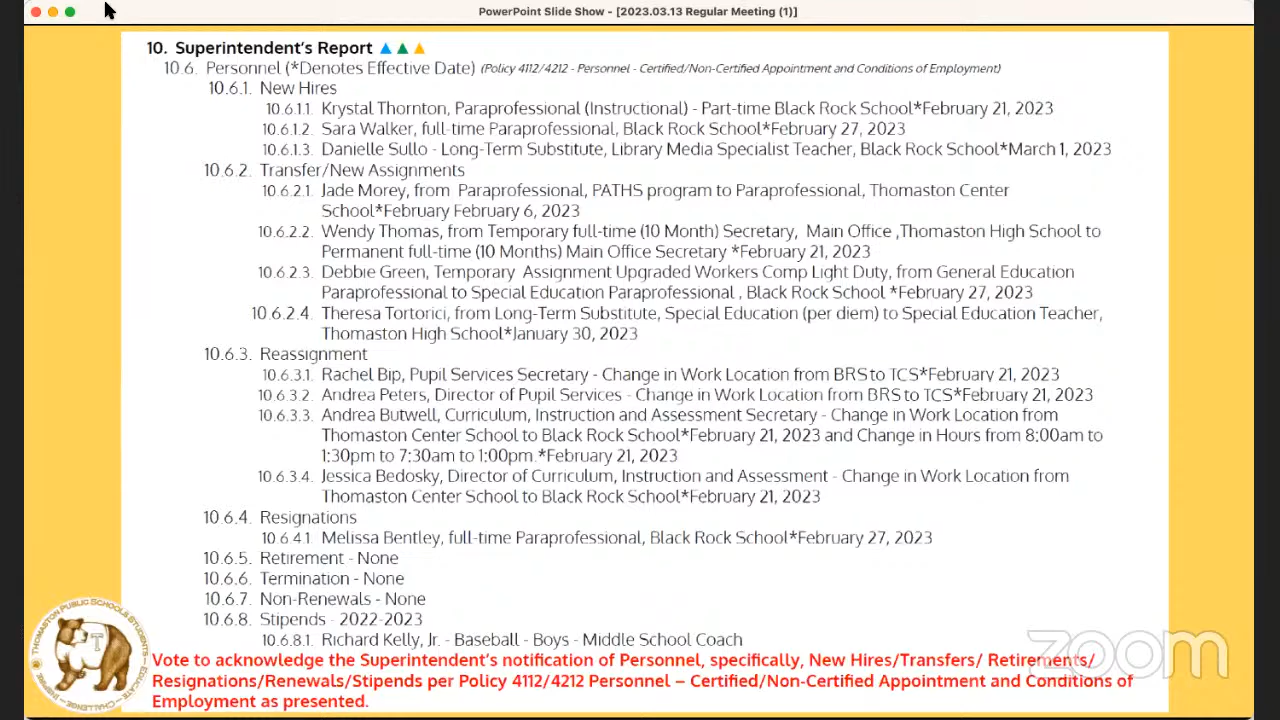 PowerPoint Slide Show - [2023.03.13 Regular Meeting (1)]
10. Superintendent's Report
10.6. Personnel (*Denotes Effective Date) (Policy 4112/4212 - Personnel - Certified/Non-Certified Appointment and Conditions of Employment)
10.6.1. New Hires
10.6.1.1. Krystal Thornton, Paraprofessional (Instructional) - Part-time Black Rock School*February 21, 2023
10.6.1.2. Sara Walker, full-time Paraprofessional, Black Rock School*February 27, 2023
10.6.1.3. Danielle Sullo - Long-Term Substitute, Library Media Specialist Teacher, Black Rock School*March 1, 2023
10.6.2. Transfer/New Assignments
10.6.2.1. Jade Morey, from Paraprofessional, PATHS program to Paraprofessional, Thomaston Center
School*February February 6, 2023
10.6.2.2. Wendy Thomas, from Temporary full-time (10 Month) Secretary, Main Office ,Thomaston High School to
Permanent full-time (10 Months) Main Office Secretary *February 21, 2023
10.6.2.3. Debbie Green, Temporary Assignment Upgraded Workers Comp Light Duty, from General Education
Paraprofessional to Special Education Paraprofessional , Black Rock School *February 27, 2023
10.6.2.4. Theresa Tortorici, from Long-Term Substitute, Special Education (per diem) to Special Education Teacher,
Thomaston High School*January 30, 2023
10.6.3. Reassignment
10.6.3.1. Rachel Bip, Pupil Services Secretary - Change in Work Location from BRS to TCS*February 21, 2023
10.6.3.2. Andrea Peters, Director of Pupil Services - Change in Work Location from BRS to TCS*February 21, 2023
10.6.3.3. Andrea Butwell, Curriculum, Instruction and Assessment Secretary - Change in Work Location from
Thomaston Center School to Black Rock School*February 21, 2023 and Change in Hours from 8:00am to
1:30pm to 7:30am to 1:00pm.*February 21, 2023
10.6.3.4. Jessica Bedosky, Director of Curriculum, Instruction and Assessment - Change in Work Location from
Thomaston Center School to Black Rock School*February 21, 2023
10.6.4. Resignations
10.6.4.1. Melissa Bentley, full-time Paraprofessional, Black Rock School*February 27, 2023
10.6.5. Retirement - None
10.6.6. Termination - None
10.6.7. Non-Renewals - None
10.6.8. Stipends - 2022-2023
10.6.8.1. Richard Kelly, Jr. - Baseball - Boys - Middle School Coach
Vote to acknowledge the Superintendent's notification of Personnel, specifically, New Hires/Transfers/ Retirements/
Resignations/Renewals/Stipends per Policy 4112/4212 Personnel – Certified/Non-Certified Appointment and Conditions of
Employment as presented.
THOMASTON PUBLIC SCHOOLS STUDENTS
INSPIRE - CHALLENGE - EDUCATE
T
zoom